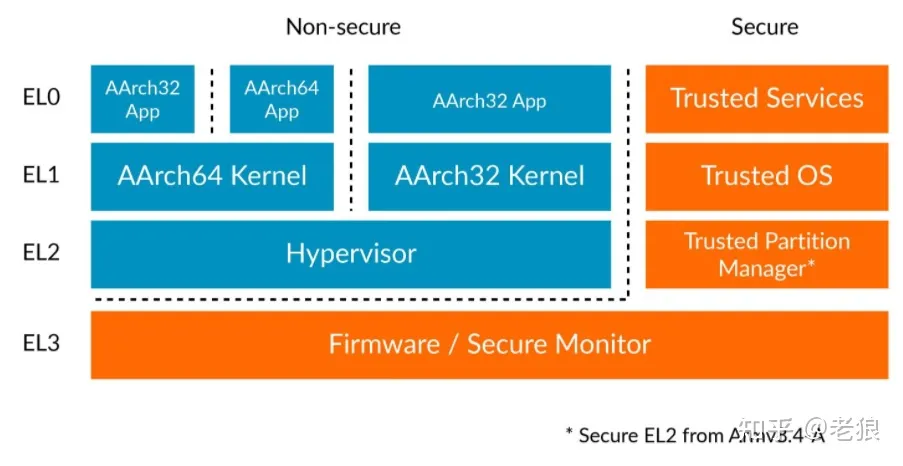 Non-secure
Secure
EL0
AArch32
App
AArch64
App
AArch32 App
Trusted Services
EL1
AArch64 Kernel
AArch32 Kernel
Trusted OS
EL2
Hypervisor
Trusted Partition
Manager*
EL3
Firmware / Secure Monitor
* Secure EL2 from Armv8.4-A
知乎 @老狼